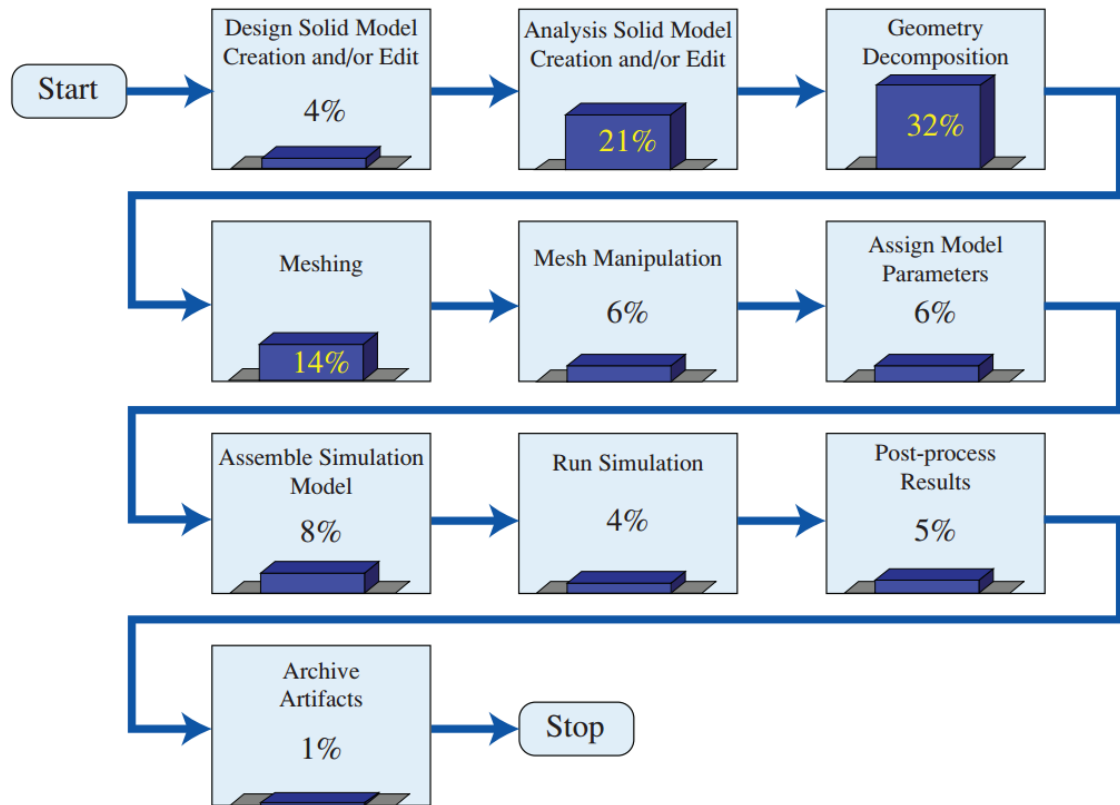 Start
Design Solid Model
Creation and/or Edit
4%
Analysis Solid Model
Creation and/or Edit
21%
Geometry
Decomposition
32%
Meshing
14%
Mesh Manipulation
6%
Assign Model
Parameters
6%
Assemble Simulation
Model
8%
Run Simulation
4%
Post-process
Results
5%
Archive
Artifacts
1%
Stop